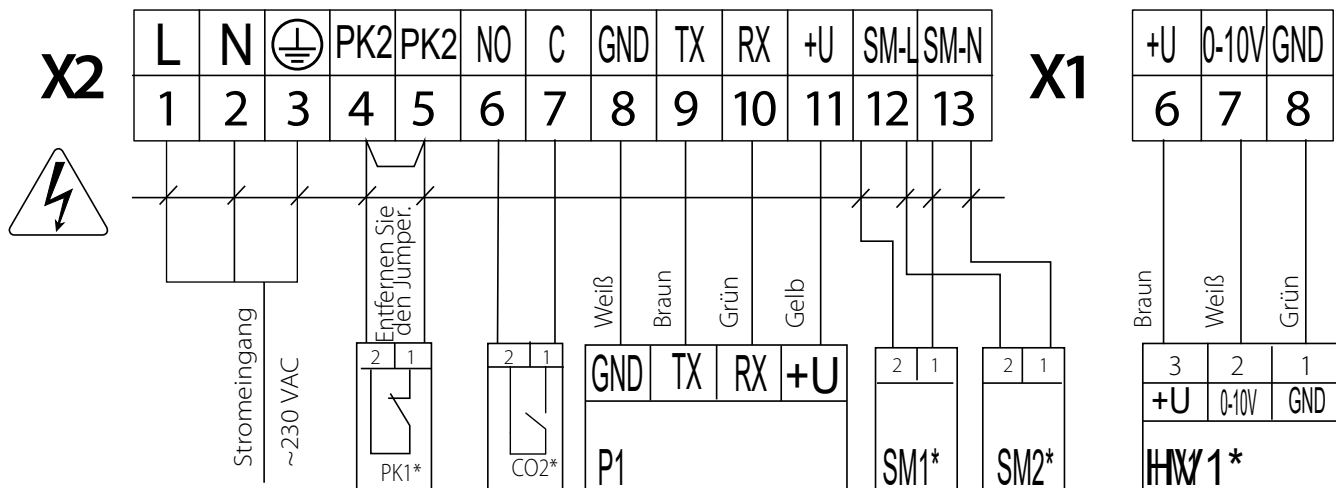 X2
L N PK2 PK2 NO C GND TX RX +U SM-L SM-N
1 2 3 4 5 6 7 8 9 10 11 12 13
X1
+U 0-10V GND
6 7 8
Entfernen Sie
den Jumper.
Weiß
Braun
Grün
Gelb
Braun
Weiß
Grün
Stromeingang
~230 VAC
2 1
PK1*
2 1
CO2*
GND TX RX +U
P1
2 1
SM1*
2 1
SM2*
3 2 1
+U 0-10V GND